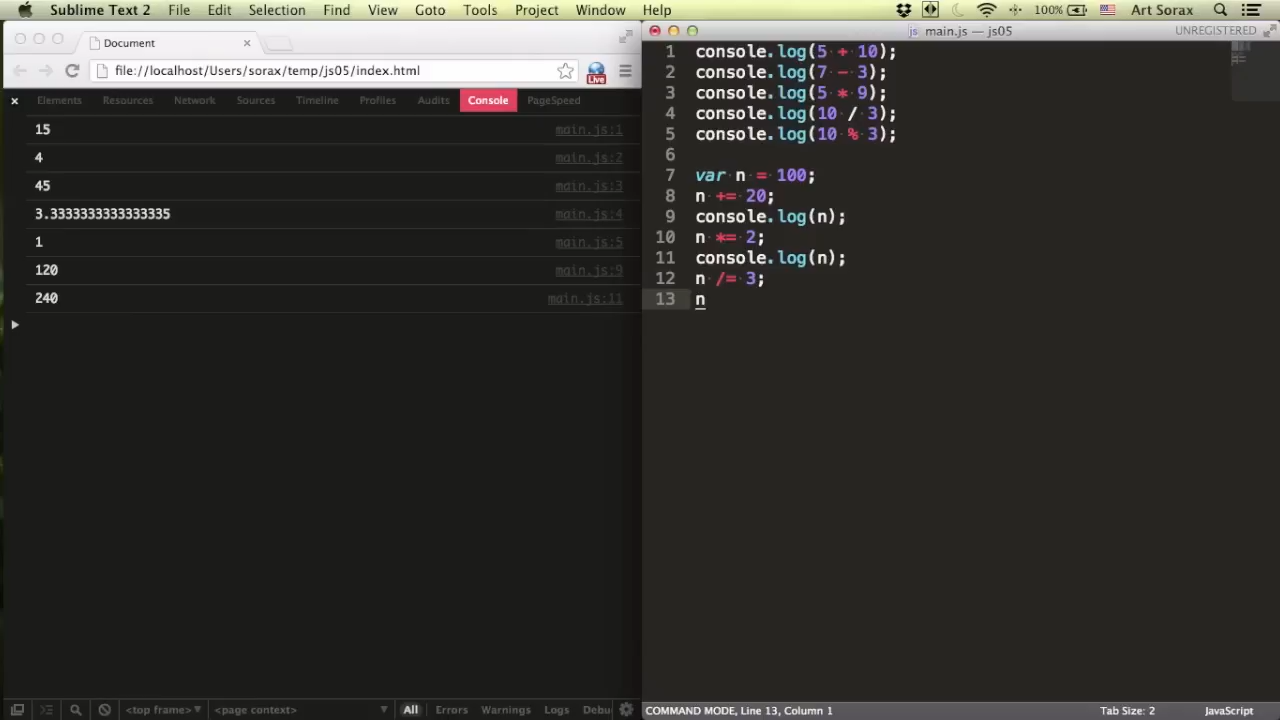 Sublime Text 2 File Edit Selection Find View Goto Tools Project Window Help 100% Art Sorax
Document
file://localhost/Users/sorax/temp/js05/index.html
Live
Elements Resources Network Sources Timeline Profiles Audits Console PageSpeed
15 main.js:1
4 main.js:2
45 main.js:3
3.3333333333333335 main.js:4
1 main.js:5
120 main.js:9
240 main.js:11
<top frame> <page context> All Errors Warnings Logs Debu
main.js — js05 UNREGISTERED
1 console.log(5 + 10);
2 console.log(7 - 3);
3 console.log(5 * 9);
4 console.log(10 / 3);
5 console.log(10 % 3);
6
7 var n = 100;
8 n += 20;
9 console.log(n);
10 n *= 2;
11 console.log(n);
12 n /= 3;
13 n
COMMAND MODE, Line 13, Column 1 Tab Size: 2 JavaScript